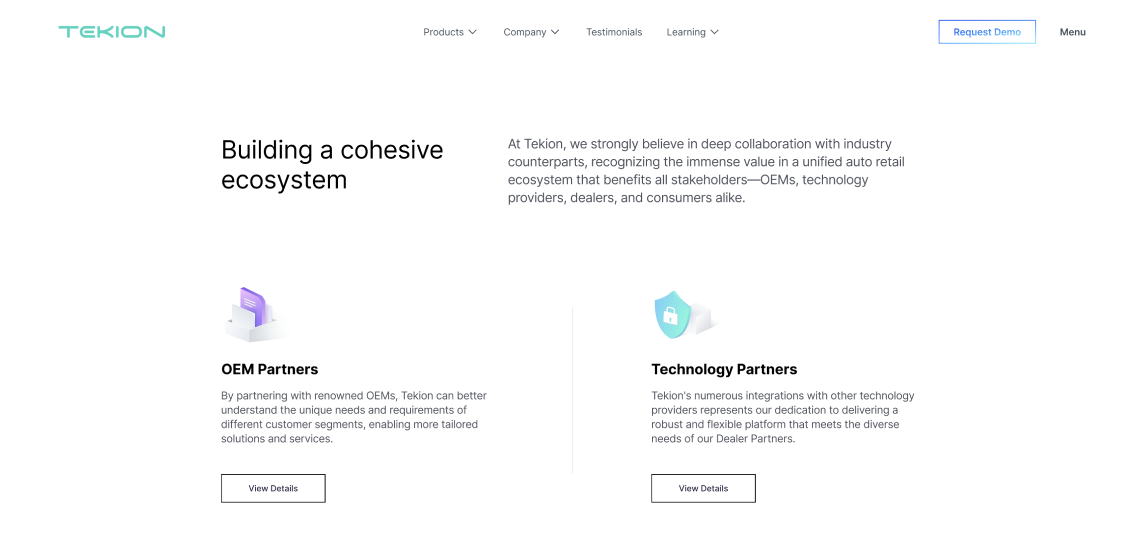 TEKION
Products
Company
Testimonials
Learning
Request Demo
Menu
Building a cohesive
ecosystem
At Tekion, we strongly believe in deep collaboration with industry
counterparts, recognizing the immense value in a unified auto retail
ecosystem that benefits all stakeholders—OEMs, technology
providers, dealers, and consumers alike.
OEM Partners
By partnering with renowned OEMs, Tekion can better
understand the unique needs and requirements of
different customer segments, enabling more tailored
solutions and services.
View Details
Technology Partners
Tekion's numerous integrations with other technology
providers represents our dedication to delivering a
robust and flexible platform that meets the diverse
needs of our Dealer Partners.
View Details